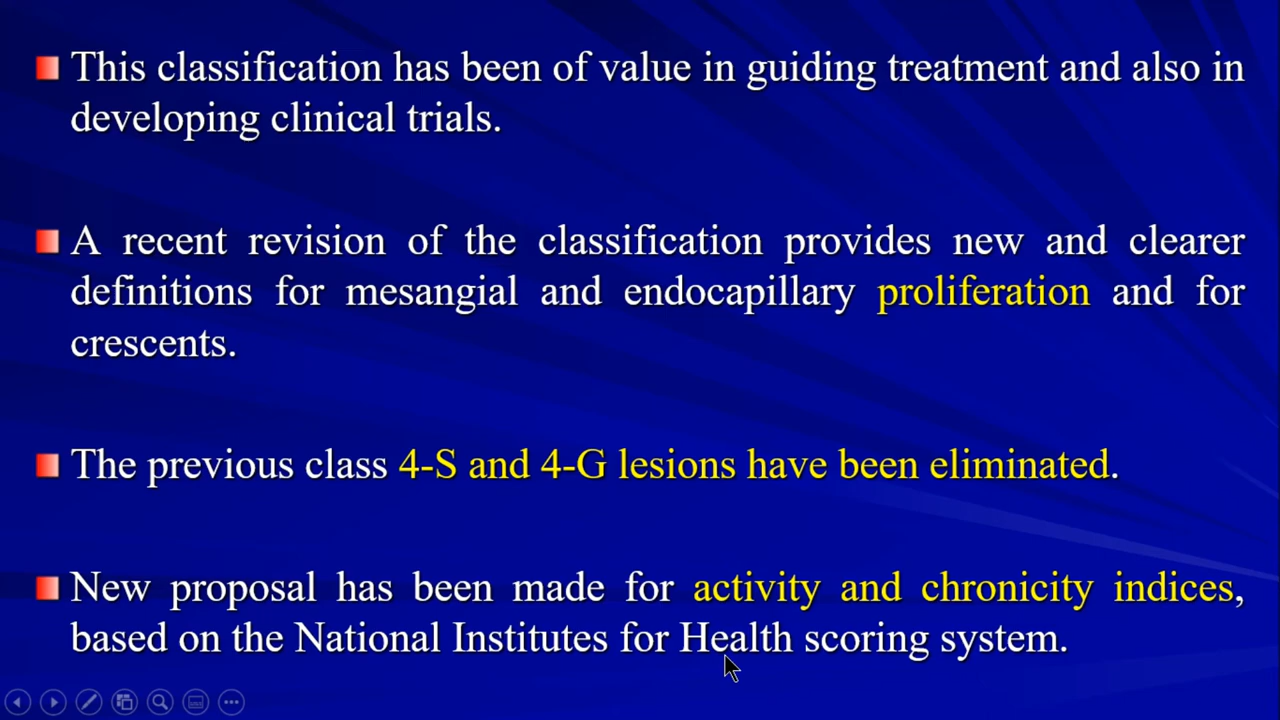 This classification has been of value in guiding treatment and also in
developing clinical trials.
A recent revision of the classification provides new and clearer
definitions for mesangial and endocapillary proliferation and for
crescents.
The previous class 4-S and 4-G lesions have been eliminated.
New proposal has been made for activity and chronicity indices,
based on the National Institutes for Health scoring system.